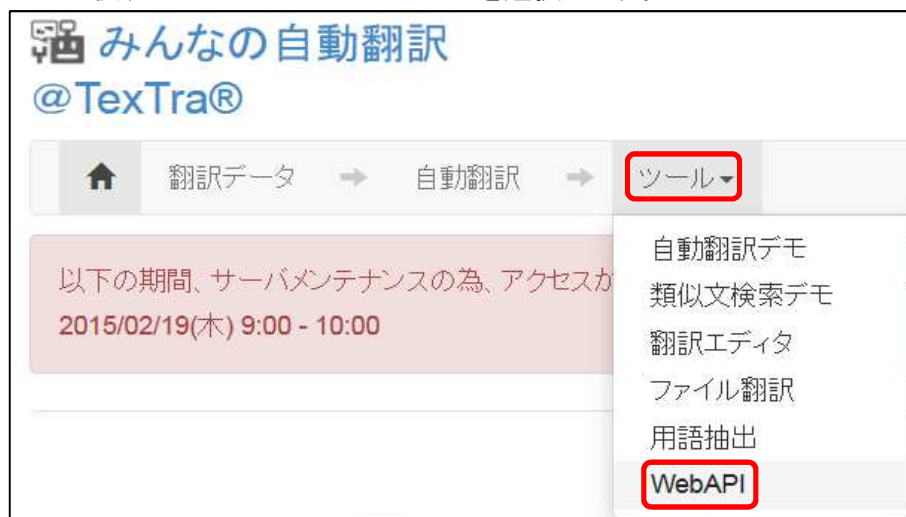 みんなの自動翻訳
@TexTra®
翻訳データ ➔ 自動翻訳 ➔ ツール▾
以下の期間、サーバメンテナンスの為、アクセスが
2015/02/19(木) 9:00 - 10:00
自動翻訳デモ
類似文検索デモ
翻訳エディタ
ファイル翻訳
用語抽出
WebAPI